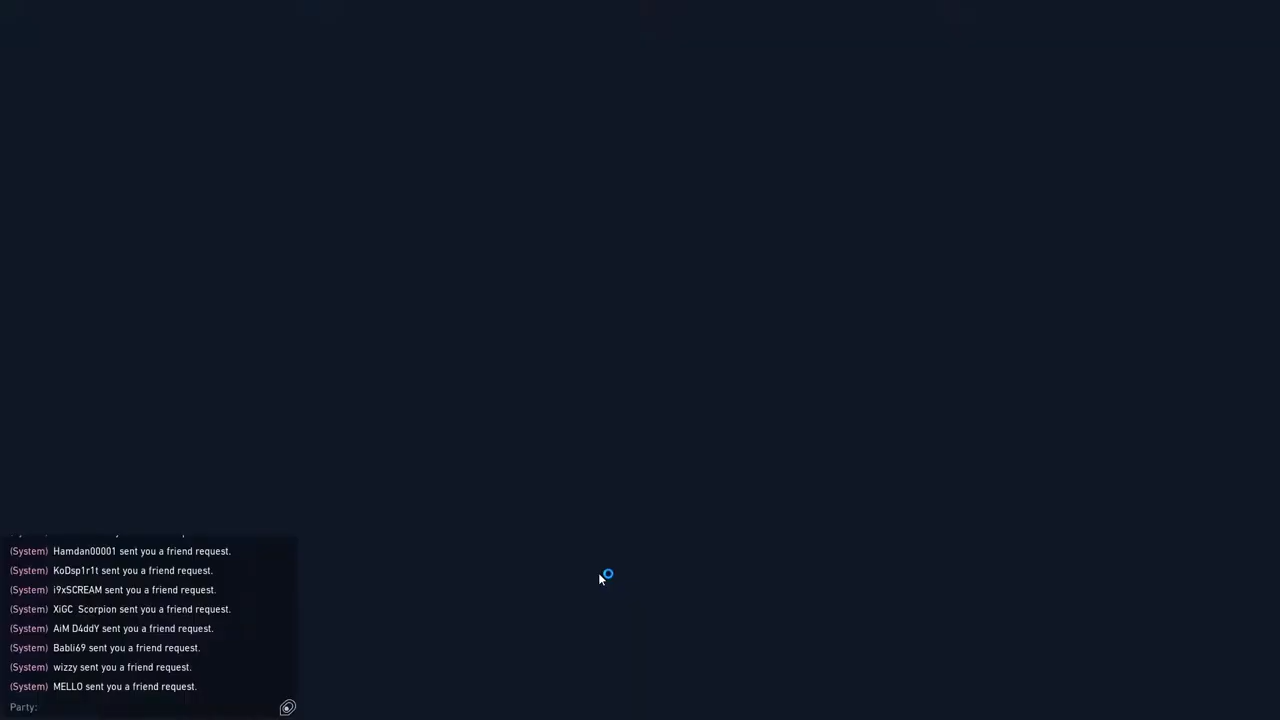 (System) Hamdan00001 sent you a friend request.
(System) KoDsp1r1t sent you a friend request.
(System) i9xSCREAM sent you a friend request.
(System) XiGC Scorpion sent you a friend request.
(System) AiM D4ddY sent you a friend request.
(System) Babli69 sent you a friend request.
(System) wizzy sent you a friend request.
(System) MELLO sent you a friend request.
Party: